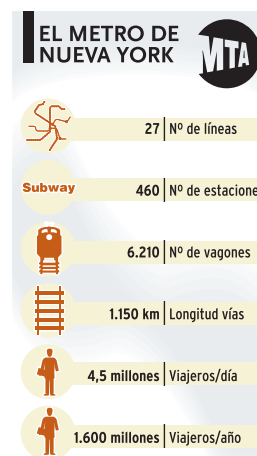 EL METRO DE
NUEVA YORK
MTA
27 Nº de líneas
Subway
460 Nº de estacione
6.210 Nº de vagones
1.150 km Longitud vías
4,5 millones Viajeros/día
1.600 millones Viajeros/año